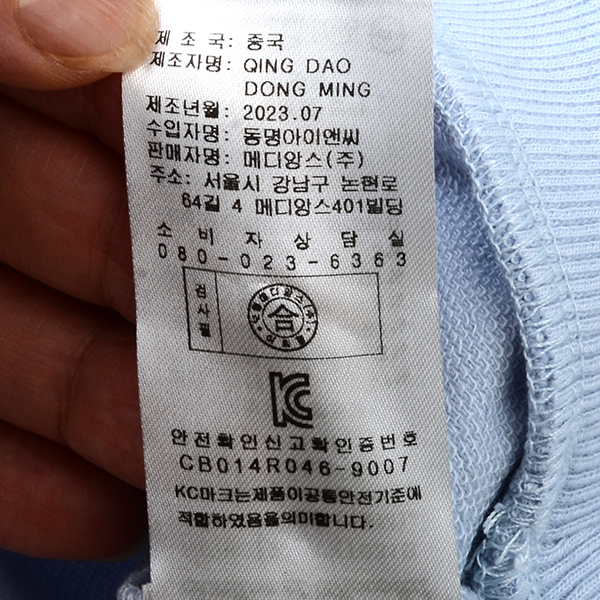 제 조 국: 중국
제조자명: QING DAO
DONG MING
제조년월: 2023.07
수입자명: 동명아이앤씨
판매자명: 메디앙스(주)
주소: 서울시 강남구 논현로
64길 4 메디앙스401빌딩
소 비 자 상 담 실
080-023-6363
검사필
合
KC
안전확인신고확인증번호
CB014R046-9007
KC마크는제품이공통안전기준에
적합하였음을의미합니다.